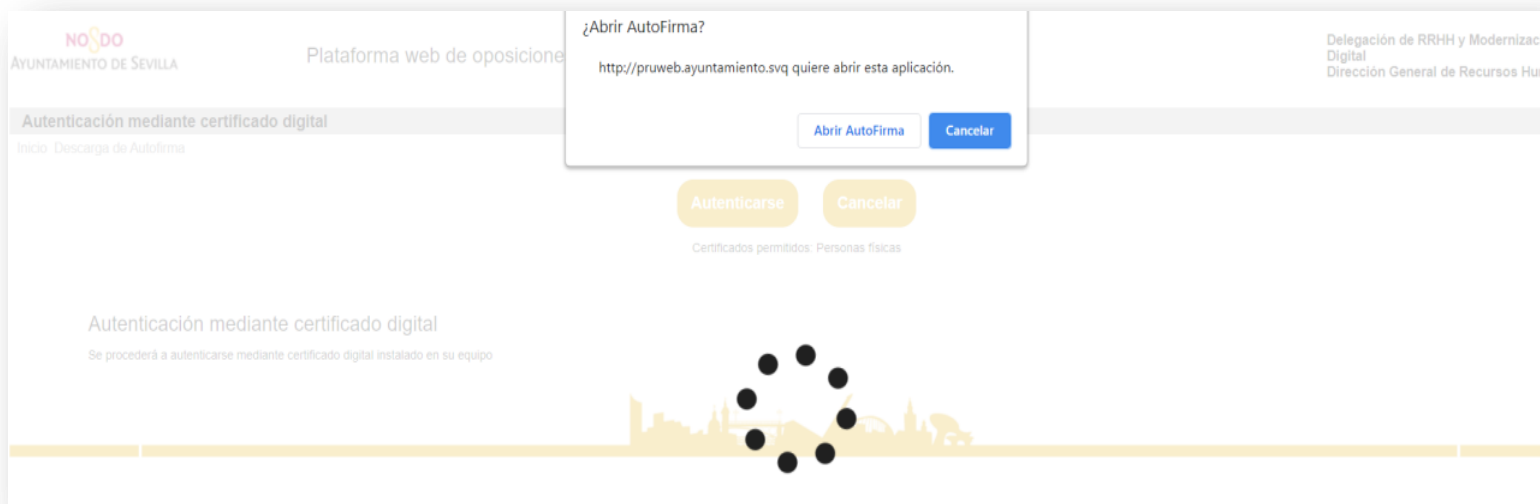 ¿Abrir AutoFirma?
http://pruweb.ayuntamiento.svq quiere abrir esta aplicación.
Abrir AutoFirma
Cancelar
NO8DO
AYUNTAMIENTO DE SEVILLA
Plataforma web de oposicione
Delegación de RRHH y Modernizac
Digital
Dirección General de Recursos Hu
Autenticación mediante certificado digital
Inicio Descarga de Autofirma
Autenticarse
Cancelar
Certificados permitidos: Personas físicas
Autenticación mediante certificado digital
Se procederá a autenticarse mediante certificado digital instalado en su equipo